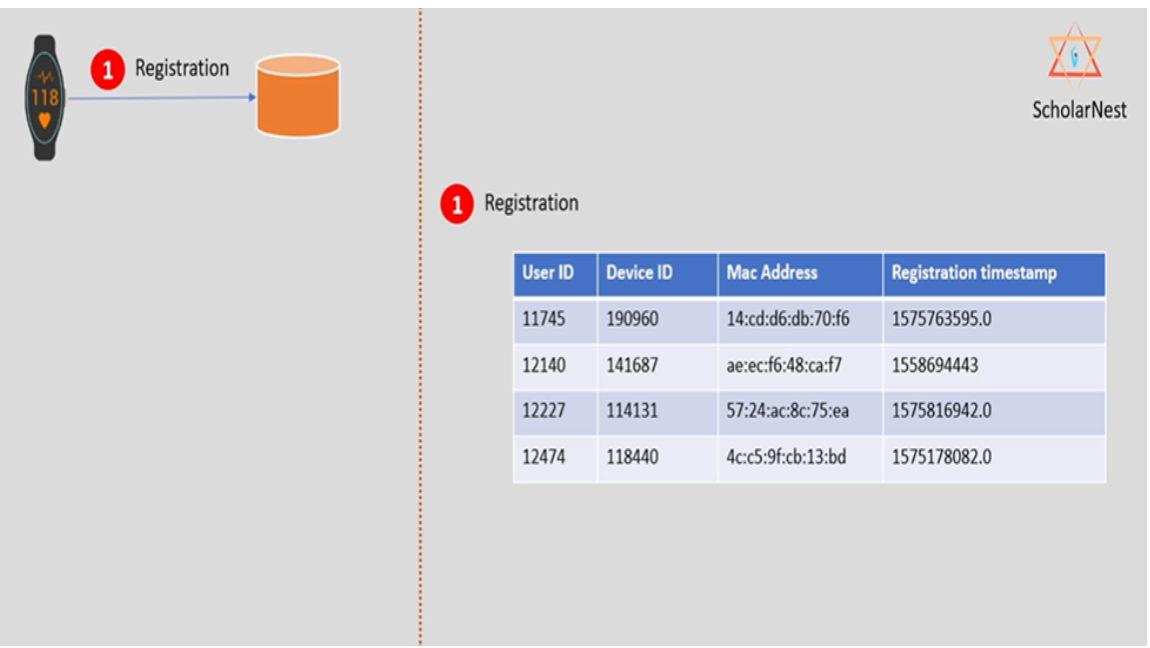 1 Registration
118
ScholarNest
1 Registration
User ID Device ID Mac Address Registration timestamp
11745 190960 14:cd:d6:db:70:f6 1575763595.0
12140 141687 ae:ec:f6:48:ca:f7 1558694443
12227 114131 57:24:ac:8c:75:ea 1575816942.0
12474 118440 4c:c5:9f:cb:13:bd 1575178082.0